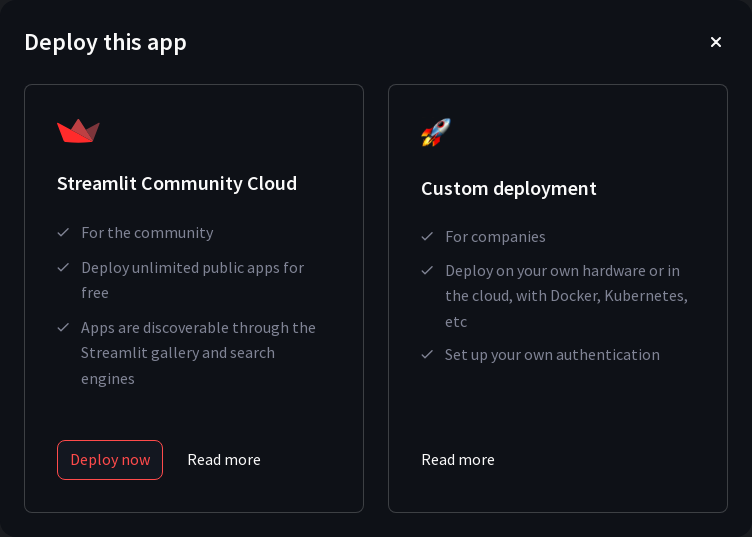 Deploy this app
Streamlit Community Cloud
For the community
Deploy unlimited public apps for
free
Apps are discoverable through the
Streamlit gallery and search
engines
Deploy now
Read more
Custom deployment
For companies
Deploy on your own hardware or in
the cloud, with Docker, Kubernetes,
etc
Set up your own authentication
Read more